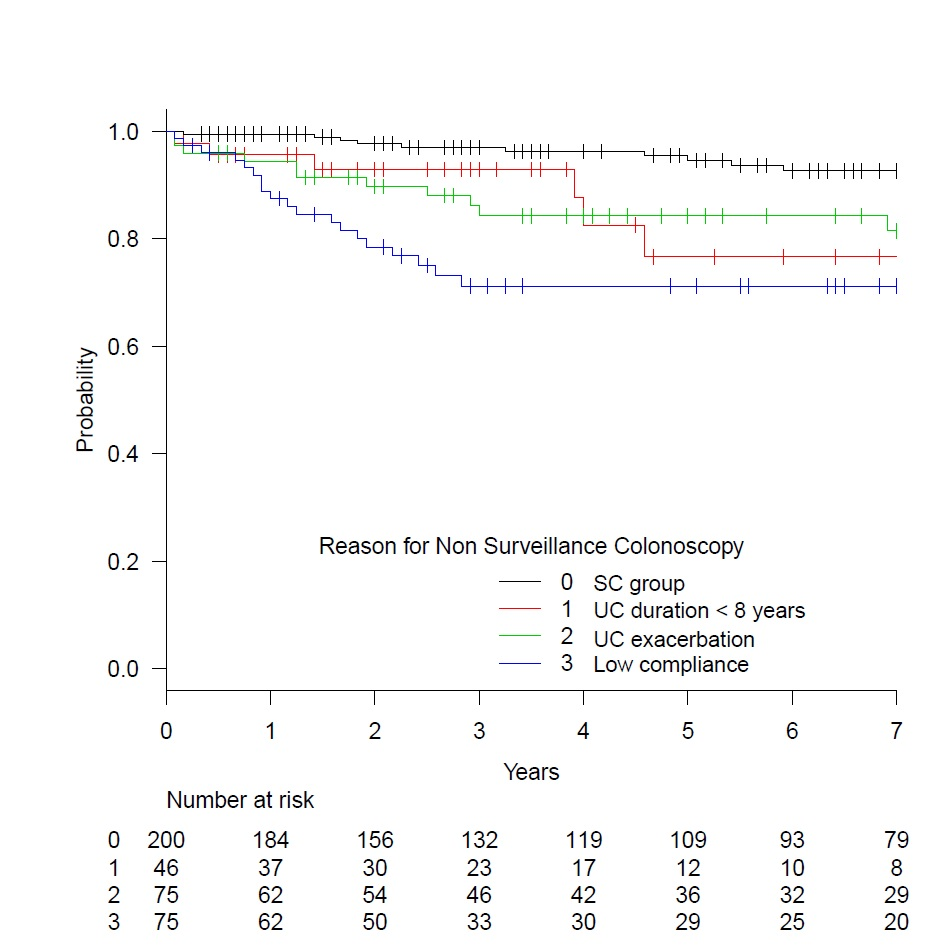 1.0
0.8
0.6
0.4
0.2
0.0
Probability
Reason for Non Surveillance Colonoscopy
0 SC group
1 UC duration < 8 years
2 UC exacerbation
3 Low compliance
0 1 2 3 4 5 6 7
Years
Number at risk
0 200 184 156 132 119 109 93 79
1 46 37 30 23 17 12 10 8
2 75 62 54 46 42 36 32 29
3 75 62 50 33 30 29 25 20